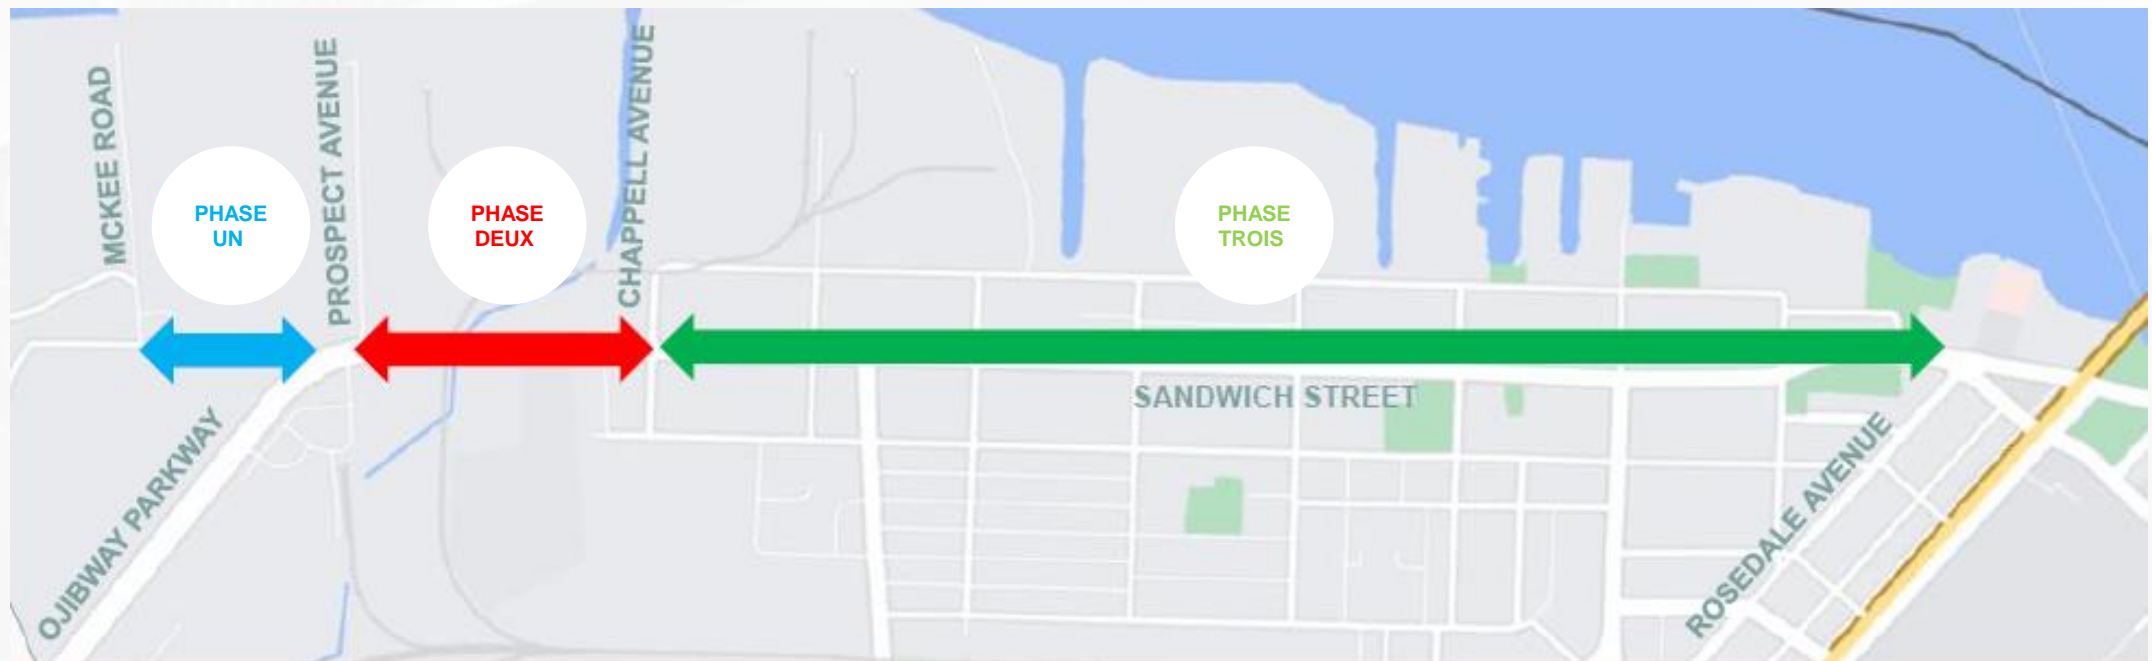 MCKEE ROAD
PHASE
UN
PROSPECT AVENUE
PHASE
DEUX
CHAPPELL AVENUE
PHASE
TROIS
SANDWICH STREET
OJIBWAY PARKWAY
ROSEDALE AVENUE